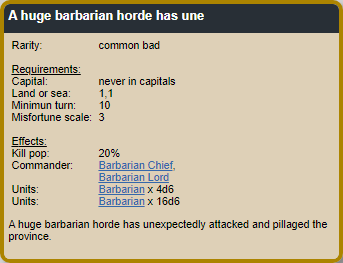 A huge barbarian horde has une
Rarity: common bad
Requirements:
Capital: never in capitals
Land or sea: 1,1
Minimun turn: 10
Misfortune scale: 3
Effects:
Kill pop: 20%
Commander: Barbarian Chief,
Barbarian Lord
Units: Barbarian x 4d6
Units: Barbarian x 16d6
A huge barbarian horde has unexpectedly attacked and pillaged the
province.